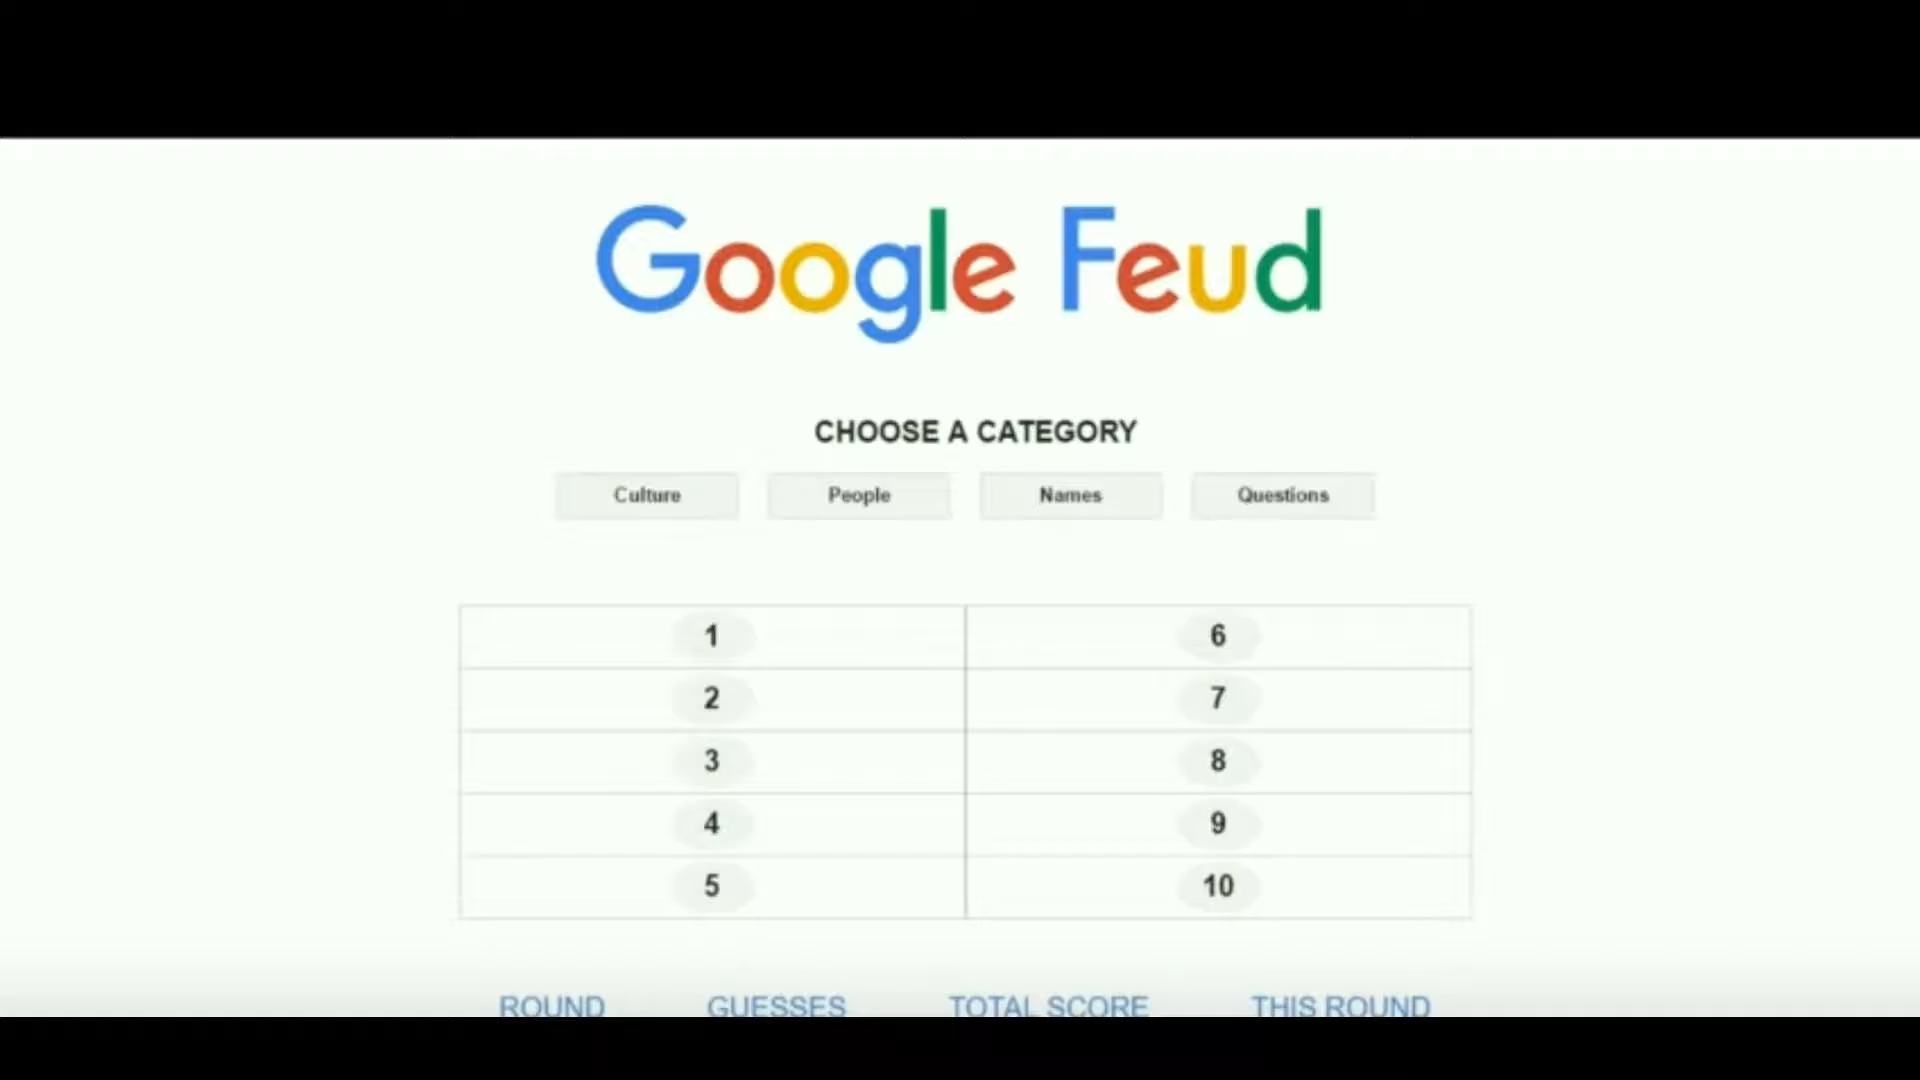 Google Feud
CHOOSE A CATEGORY
Culture People Names Questions
1 6
2 7
3 8
4 9
5 10
ROUND GUESSES TOTAL SCORE THIS ROUND